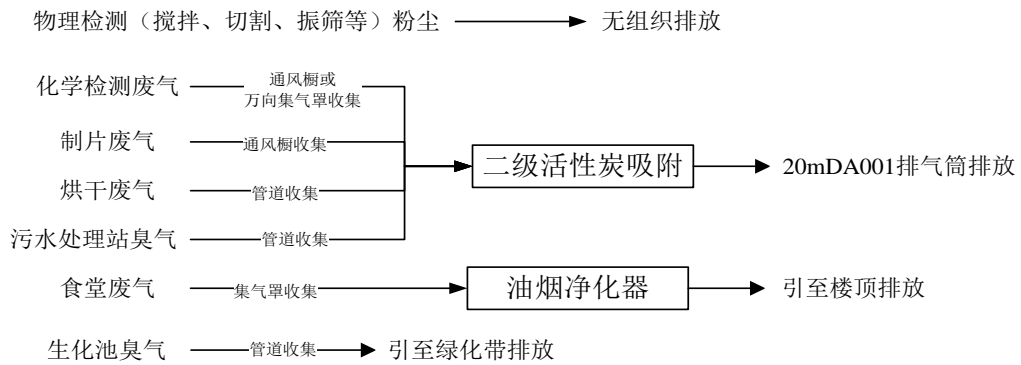 物理检测（搅拌、切割、振筛等）粉尘 无组织排放
化学检测废气 通风橱或
万向集气罩收集
制片废气 通风橱收集
二级活性炭吸附 20mDA001排气筒排放
烘干废气 管道收集
污水处理站臭气 管道收集
食堂废气 集气罩收集 油烟净化器 引至楼顶排放
生化池臭气 管道收集 引至绿化带排放